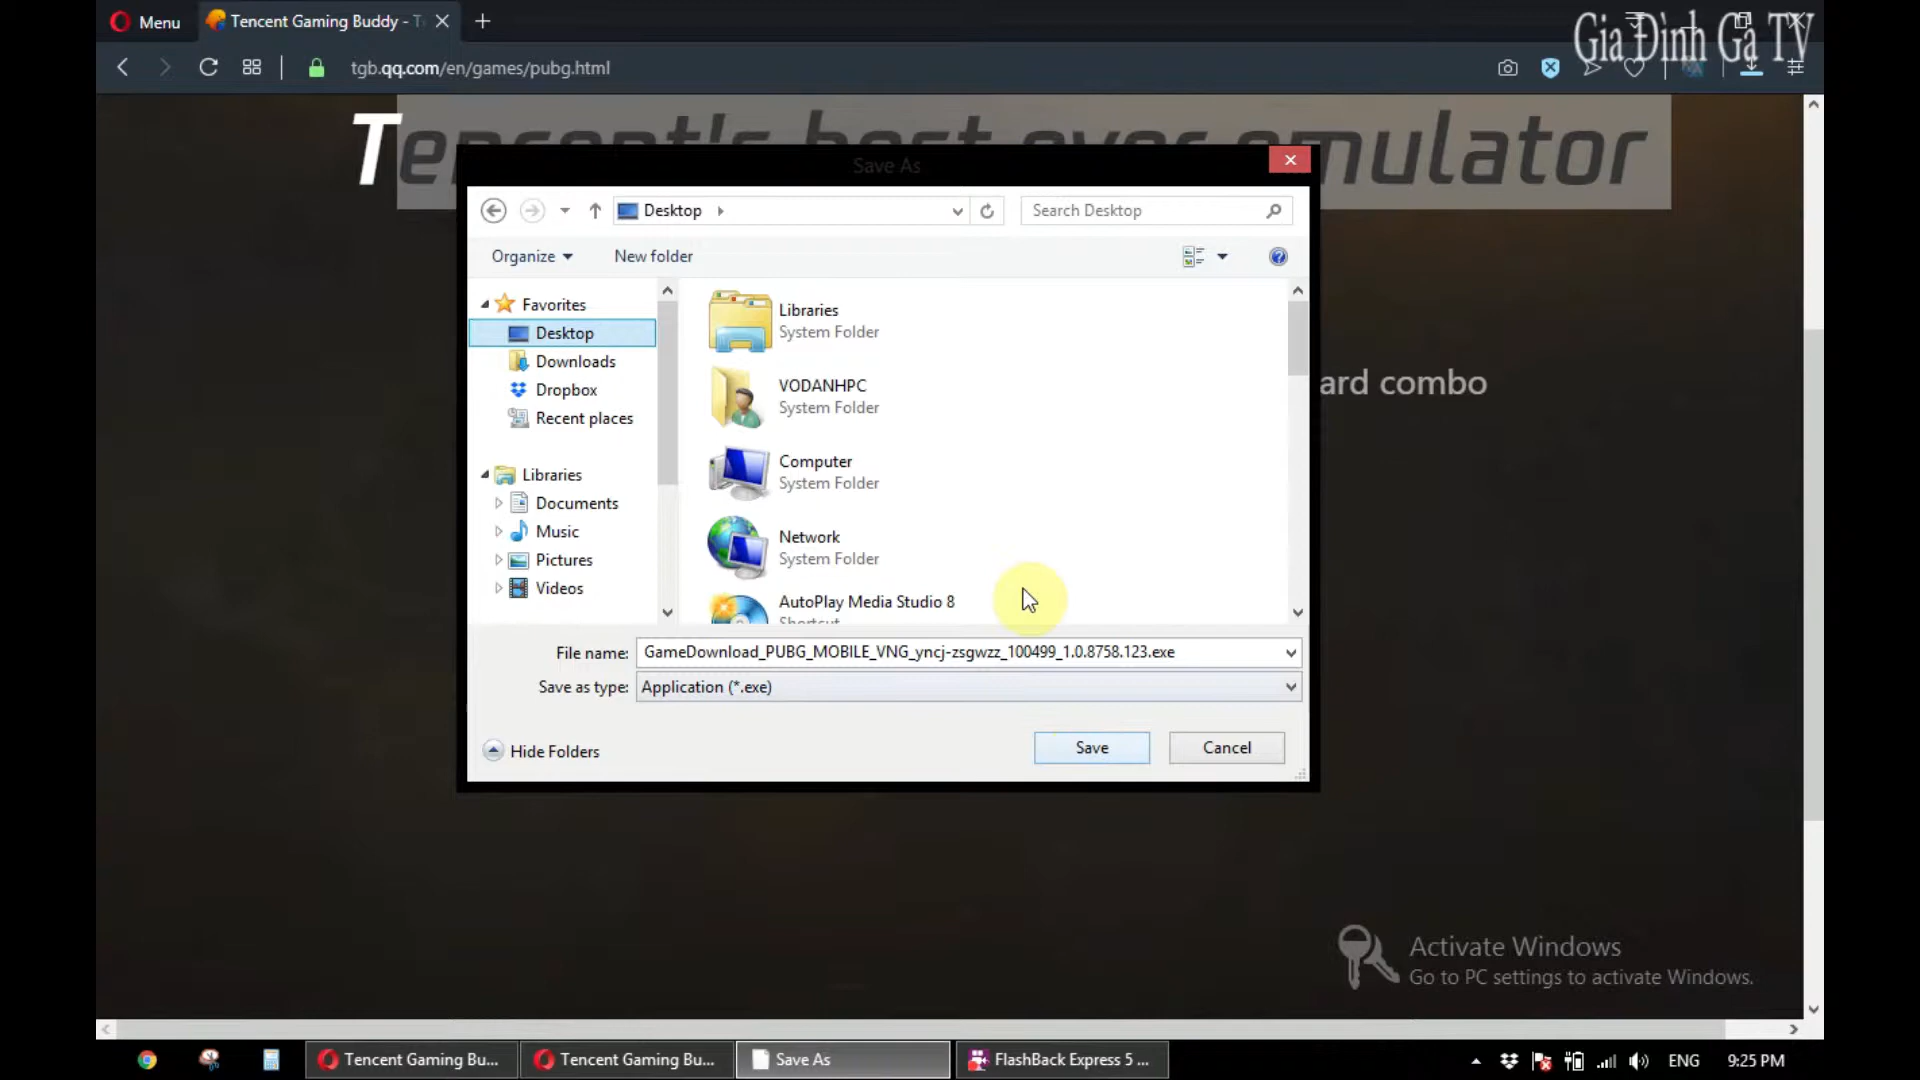 Menu
Tencent Gaming Buddy - T
Gia Đình Gà TV
tgb.qq.com/en/games/pubg.html
Tencent's best ever emulator
Save As
Desktop
Search Desktop
Organize
New folder
Favorites
Desktop
Downloads
Dropbox
Recent places
Libraries
Documents
Music
Pictures
Videos
Libraries
System Folder
VODANHPC
System Folder
Computer
System Folder
Network
System Folder
AutoPlay Media Studio 8
Shortcut
ard combo
File name: GameDownload_PUBG_MOBILE_VNG_yncj-zsgwzz_100499_1.0.8758.123.exe
Save as type: Application (*.exe)
Hide Folders
Save
Cancel
Activate Windows
Go to PC settings to activate Windows.
Tencent Gaming Bu...
Tencent Gaming Bu...
Save As
FlashBack Express 5 ...
ENG
9:25 PM